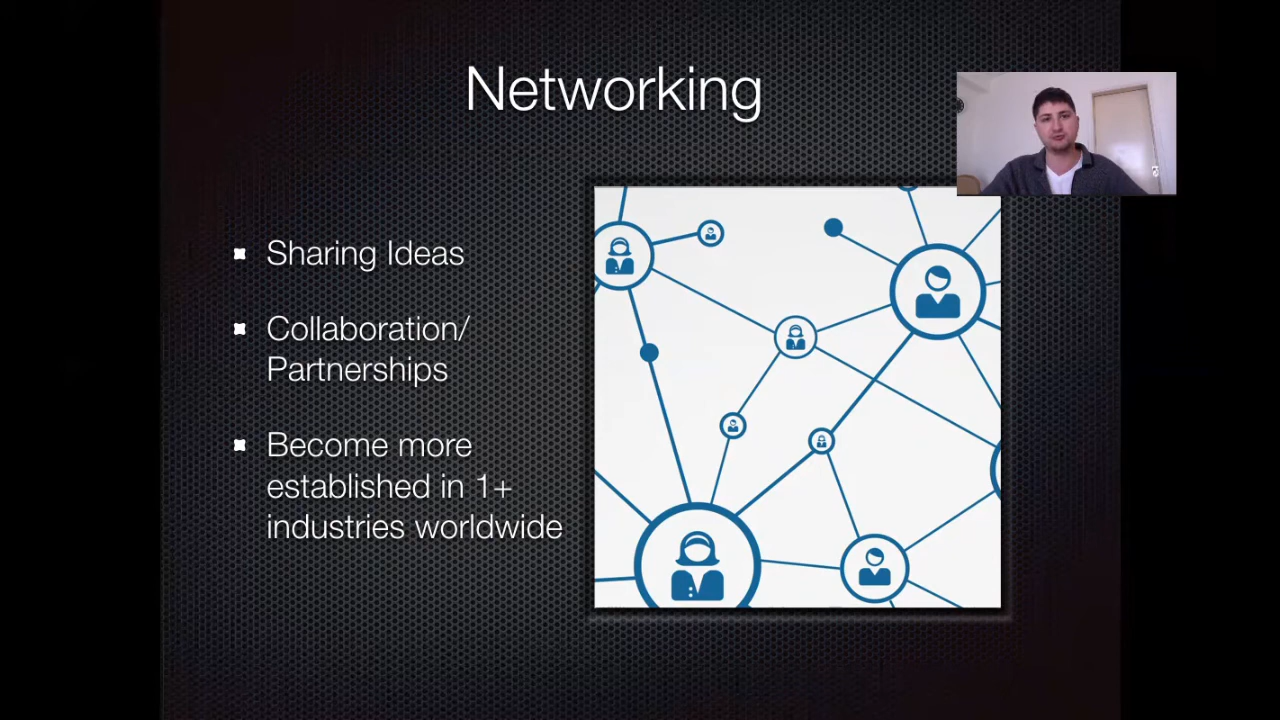 Networking
Sharing Ideas
Collaboration/
Partnerships
Become more
established in 1+
industries worldwide